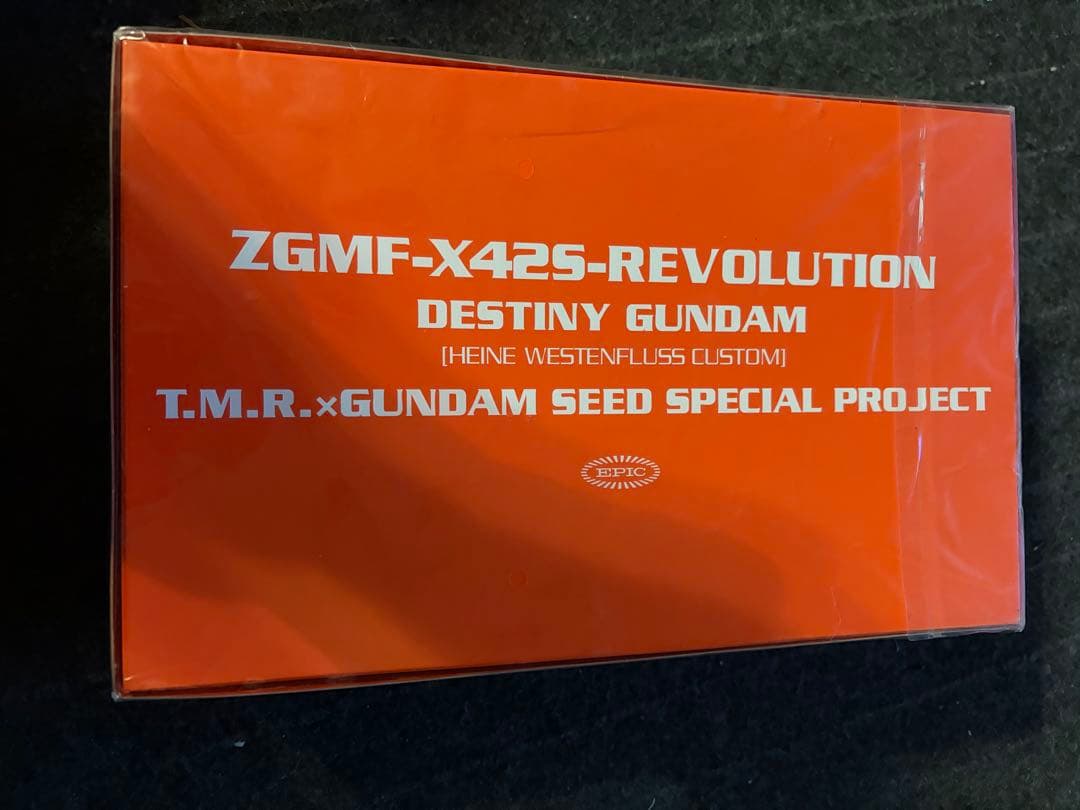 ZGMF-X42S-REVOLUTION
DESTINY GUNDAM
[HEINE WESTENFLUSS CUSTOM]
T.M.R.×GUNDAM SEED SPECIAL PROJECT
EPIC